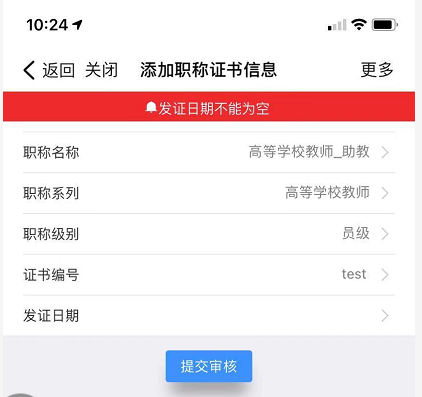 10:24
返回 关闭 添加职称证书信息 更多
发证日期不能为空
职称名称 高等学校教师_助教
职称系列 高等学校教师
职称级别 员级
证书编号 test
发证日期
提交审核